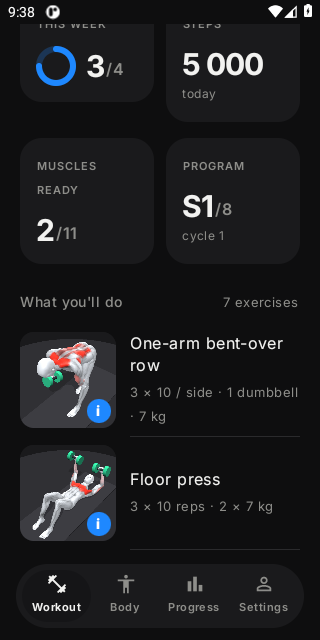 9:38
THIS WEEK
STEPS
3/4
5 000
today
MUSCLES
READY
PROGRAM
2/11
S1/8
cycle 1
What you'll do
7 exercises
One-arm bent-over
row
3 × 10 / side · 1 dumbbell
· 7 kg
i
Floor press
3 × 10 reps · 2 × 7 kg
i
Workout
Body
Progress
Settings